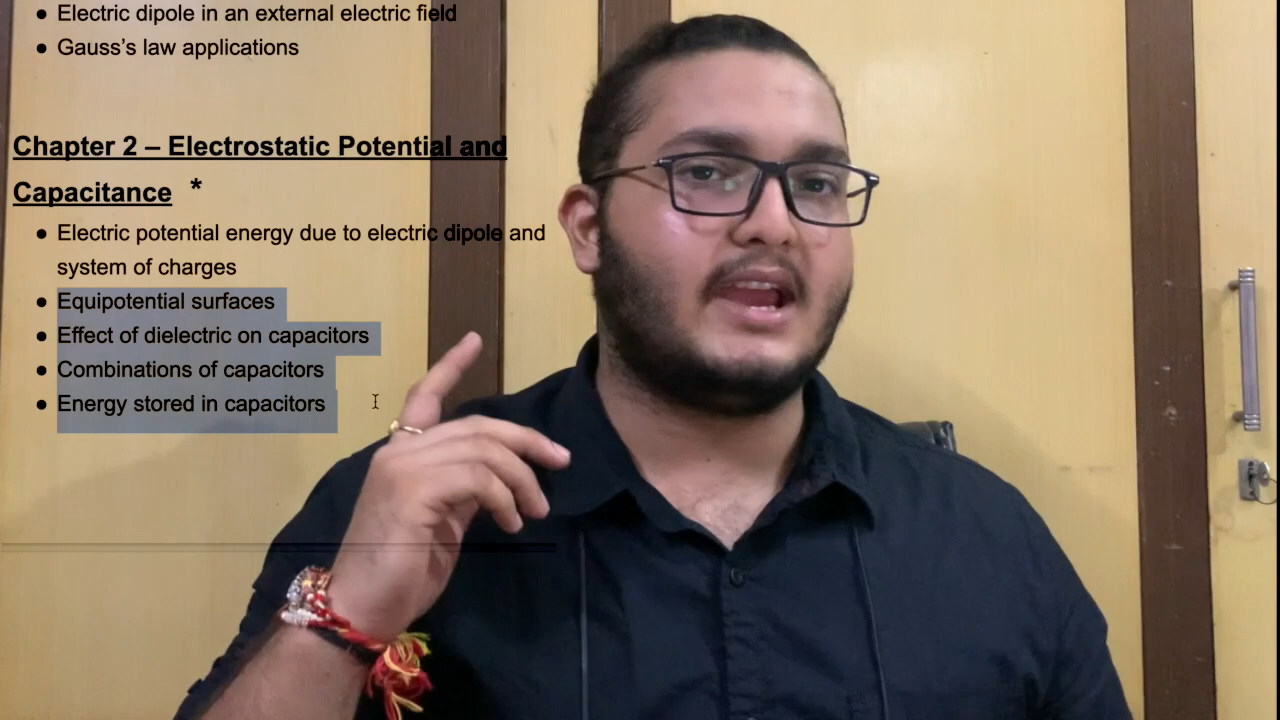 ● Electric dipole in an external electric field
● Gauss’s law applications
Chapter 2 – Electrostatic Potential and
Capacitance *
● Electric potential energy due to electric dipole and
system of charges
● Equipotential surfaces
● Effect of dielectric on capacitors
● Combinations of capacitors
● Energy stored in capacitors